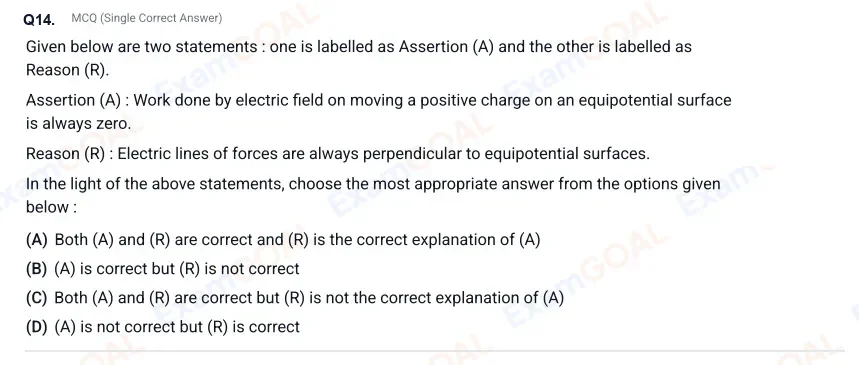 Q14. MCQ (Single Correct Answer)
Given below are two statements : one is labelled as Assertion (A) and the other is labelled as
Reason (R).
Assertion (A) : Work done by electric field on moving a positive charge on an equipotential surface
is always zero.
Reason (R) : Electric lines of forces are always perpendicular to equipotential surfaces.
In the light of the above statements, choose the most appropriate answer from the options given
below :
(A) Both (A) and (R) are correct and (R) is the correct explanation of (A)
(B) (A) is correct but (R) is not correct
(C) Both (A) and (R) are correct but (R) is not the correct explanation of (A)
(D) (A) is not correct but (R) is correct